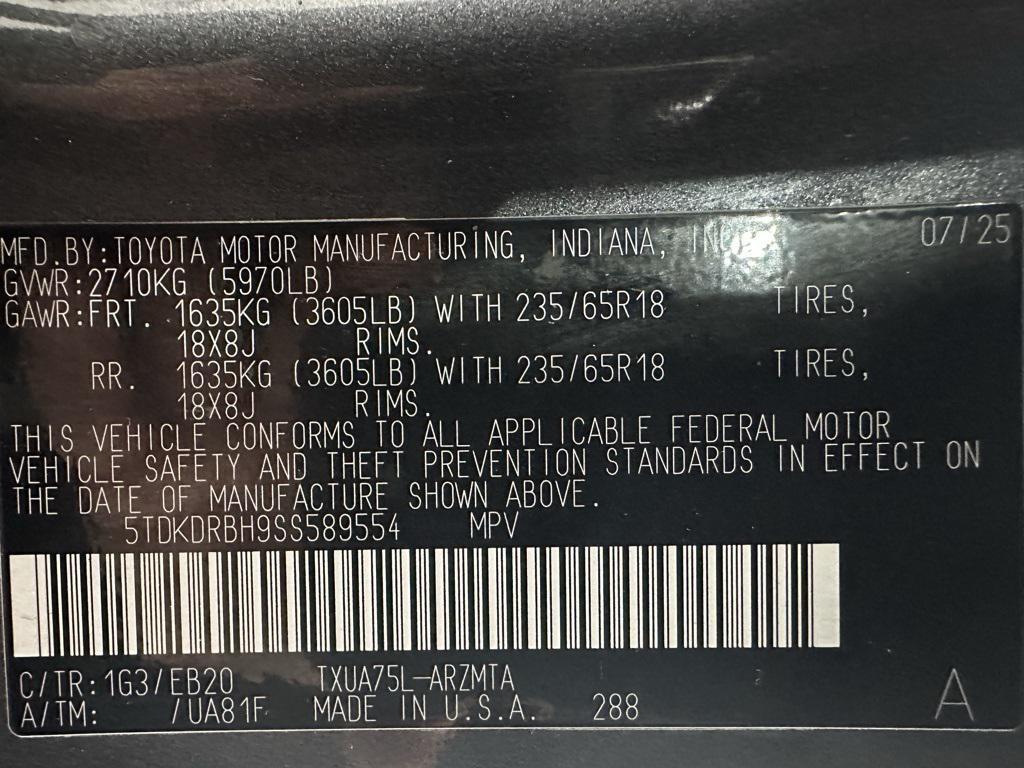 MFD.BY:TOYOTA MOTOR MANUFACTURING, INDIANA, INC. 07/25
GVWR:2710KG (5970LB)
GAWR:FRT. 1635KG (3605LB) WITH 235/65R18 TIRES,
18X8J RIMS.
RR. 1635KG (3605LB) WITH 235/65R18 TIRES,
18X8J RIMS.
THIS VEHICLE CONFORMS TO ALL APPLICABLE FEDERAL MOTOR
VEHICLE SAFETY AND THEFT PREVENTION STANDARDS IN EFFECT ON
THE DATE OF MANUFACTURE SHOWN ABOVE.
5TDKDRBH9SS589554 MPV
C/TR: 1G3/EB20 TXUA75L-ARZMTA A
A/TM: /UA81F MADE IN U.S.A. 288